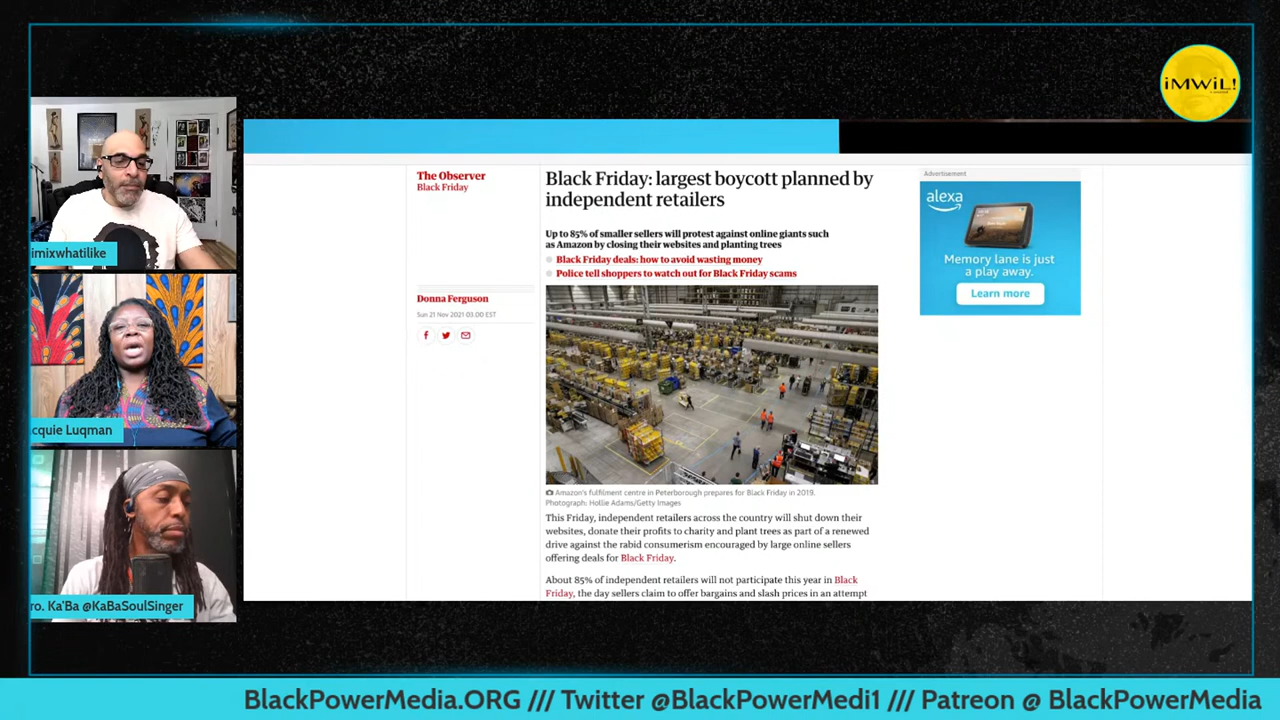 iMWiL!
imixwhatilike
cquie Luqman
ro. Ka'Ba @KaBaSoulSinger
The Observer
Black Friday
Black Friday: largest boycott planned by
independent retailers
Up to 85% of smaller sellers will protest against online giants such
as Amazon by closing their websites and planting trees
Black Friday deals: how to avoid wasting money
Police tell shoppers to watch out for Black Friday scams
Donna Ferguson
Sun 21 Nov 2021 03.00 EST
Amazon's fulfilment centre in Peterborough prepares for Black Friday in 2019.
Photograph: Hollie Adams/Getty Images
This Friday, independent retailers across the country will shut down their
websites, donate their profits to charity and plant trees as part of a renewed
drive against the rabid consumerism encouraged by large online sellers
offering deals for Black Friday.
About 85% of independent retailers will not participate this year in Black
Friday, the day sellers claim to offer bargains and slash prices in an attempt
Advertisement
alexa
Memory lane is just
a play away.
Learn more
BlackPowerMedia.ORG /// Twitter @BlackPowerMedi1 /// Patreon @ BlackPowerMedia